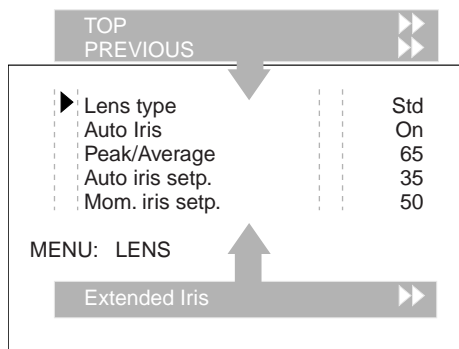 TOP
PREVIOUS
Lens type Std
Auto Iris On
Peak/Average 65
Auto iris setp. 35
Mom. iris setp. 50
MENU: LENS
Extended Iris